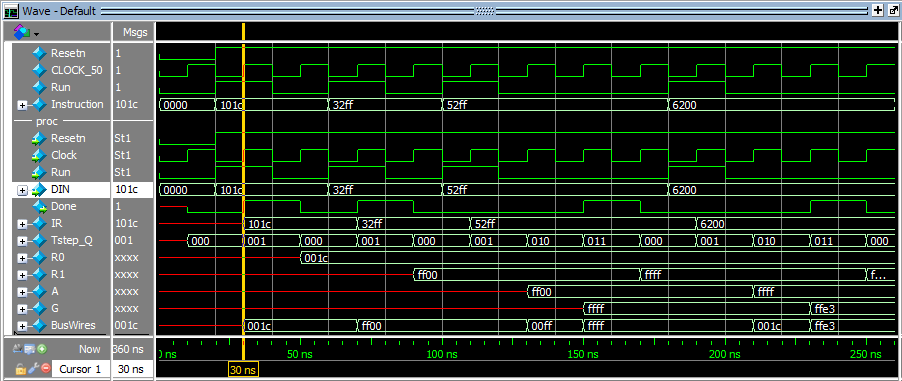 Wave - Default
Msgs
Resetn 1
CLOCK_50 1
Run 1
Instruction 101c 0000 101c 32ff 52ff 6200
proc
Resetn St1
Clock St1
Run St1
DIN 101c 0000 101c 32ff 52ff 6200
Done 1
IR 101c 101c 32ff 52ff 6200
Tstep_Q 001 000 001 000 001 000 001 010 011 000 001 010 011 000
R0 xxxx 001c
R1 xxxx ff00 ffff f...
A xxxx ff00 ffff
G xxxx ffff ffe3
BusWires 001c 001c ff00 00ff ffff 001c ffe3
Now 360 ns 0 ns 50 ns 100 ns 150 ns 200 ns 250 ns
Cursor 1 30 ns 30 ns